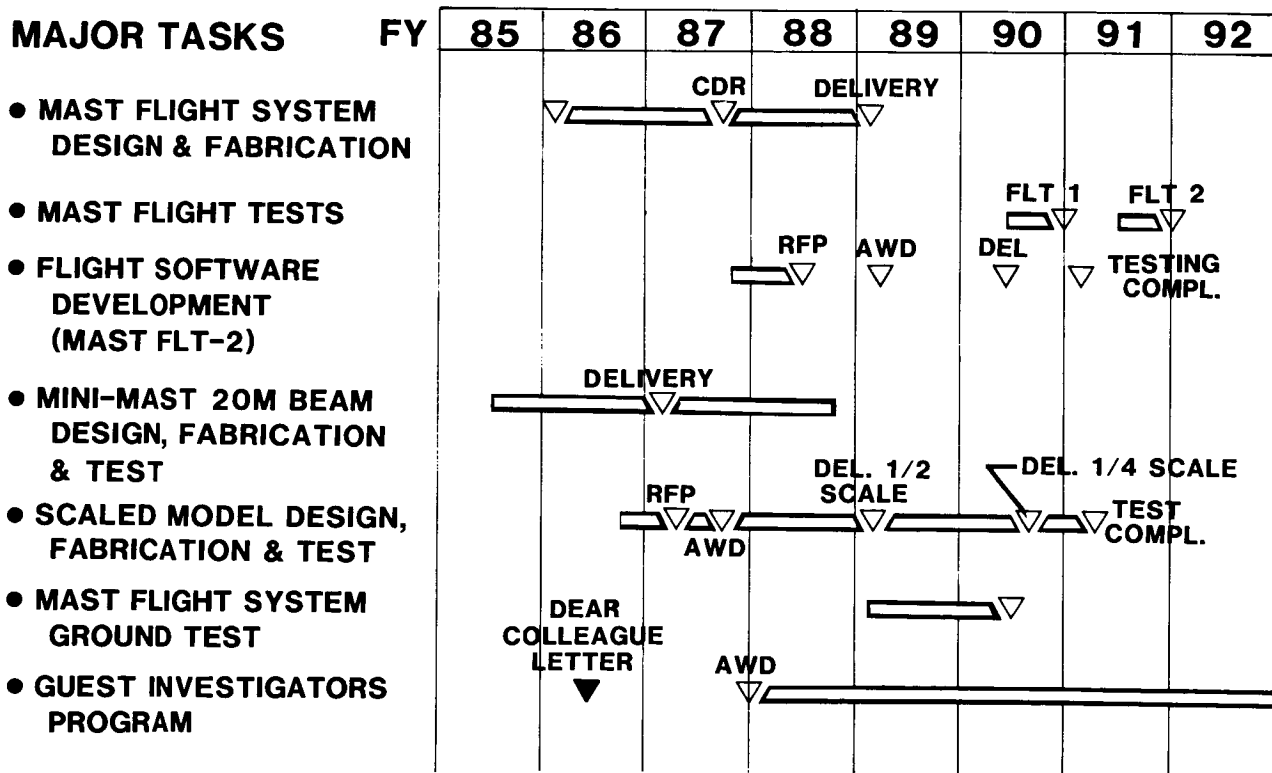 MAJOR TASKS FY 85 86 87 88 89 90 91 92
CDR DELIVERY
• MAST FLIGHT SYSTEM
DESIGN & FABRICATION
FLT 1 FLT 2
• MAST FLIGHT TESTS
RFP AWD DEL
• FLIGHT SOFTWARE
DEVELOPMENT
(MAST FLT-2)
TESTING
COMPL.
DELIVERY
• MINI-MAST 20M BEAM
DESIGN, FABRICATION
& TEST
DEL. 1/2
SCALE
DEL. 1/4 SCALE
RFP
• SCALED MODEL DESIGN,
FABRICATION & TEST
AWD
TEST
COMPL.
• MAST FLIGHT SYSTEM
GROUND TEST
DEAR
COLLEAGUE
LETTER
AWD
• GUEST INVESTIGATORS
PROGRAM